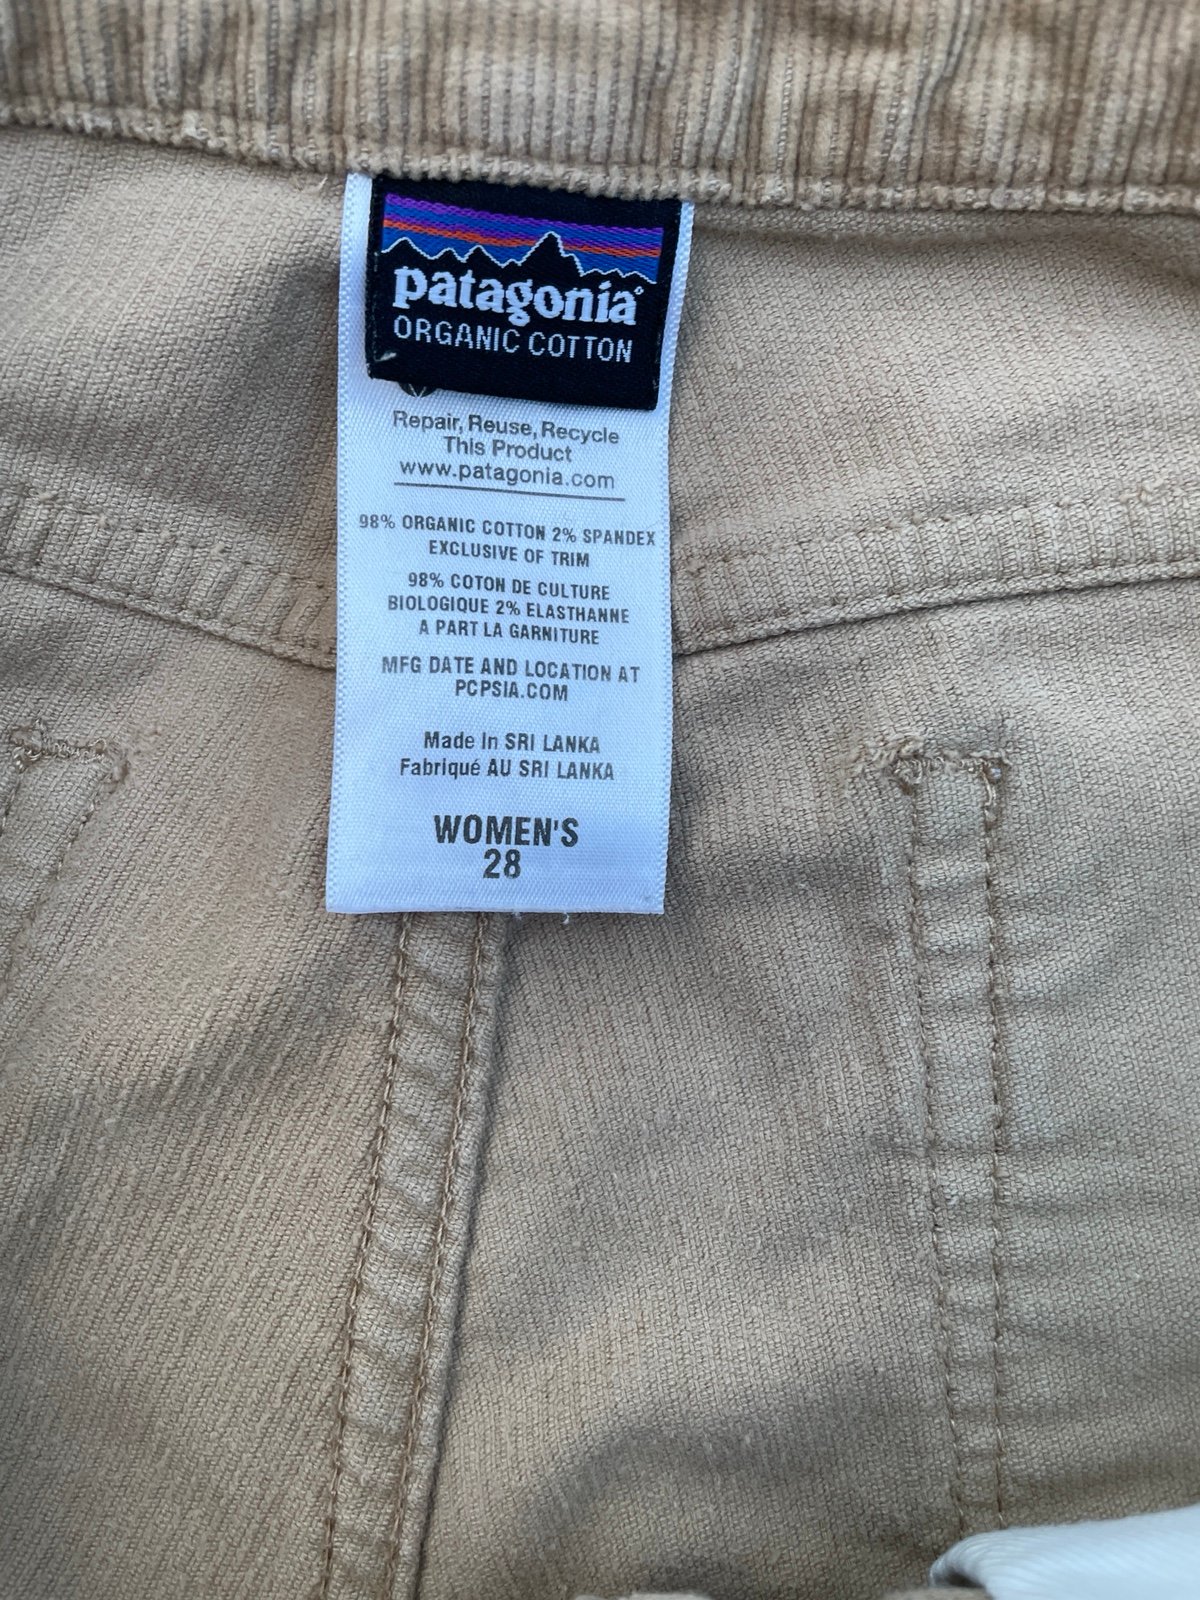 patagonia®
ORGANIC COTTON
Repair, Reuse, Recycle
This Product
www.patagonia.com
98% ORGANIC COTTON 2% SPANDEX
EXCLUSIVE OF TRIM
98% COTON DE CULTURE
BIOLOGIQUE 2% ELASTHANNE
A PART LA GARNITURE
MFG DATE AND LOCATION AT
PCPSIA.COM
Made In SRI LANKA
Fabriqué AU SRI LANKA
WOMEN'S
28